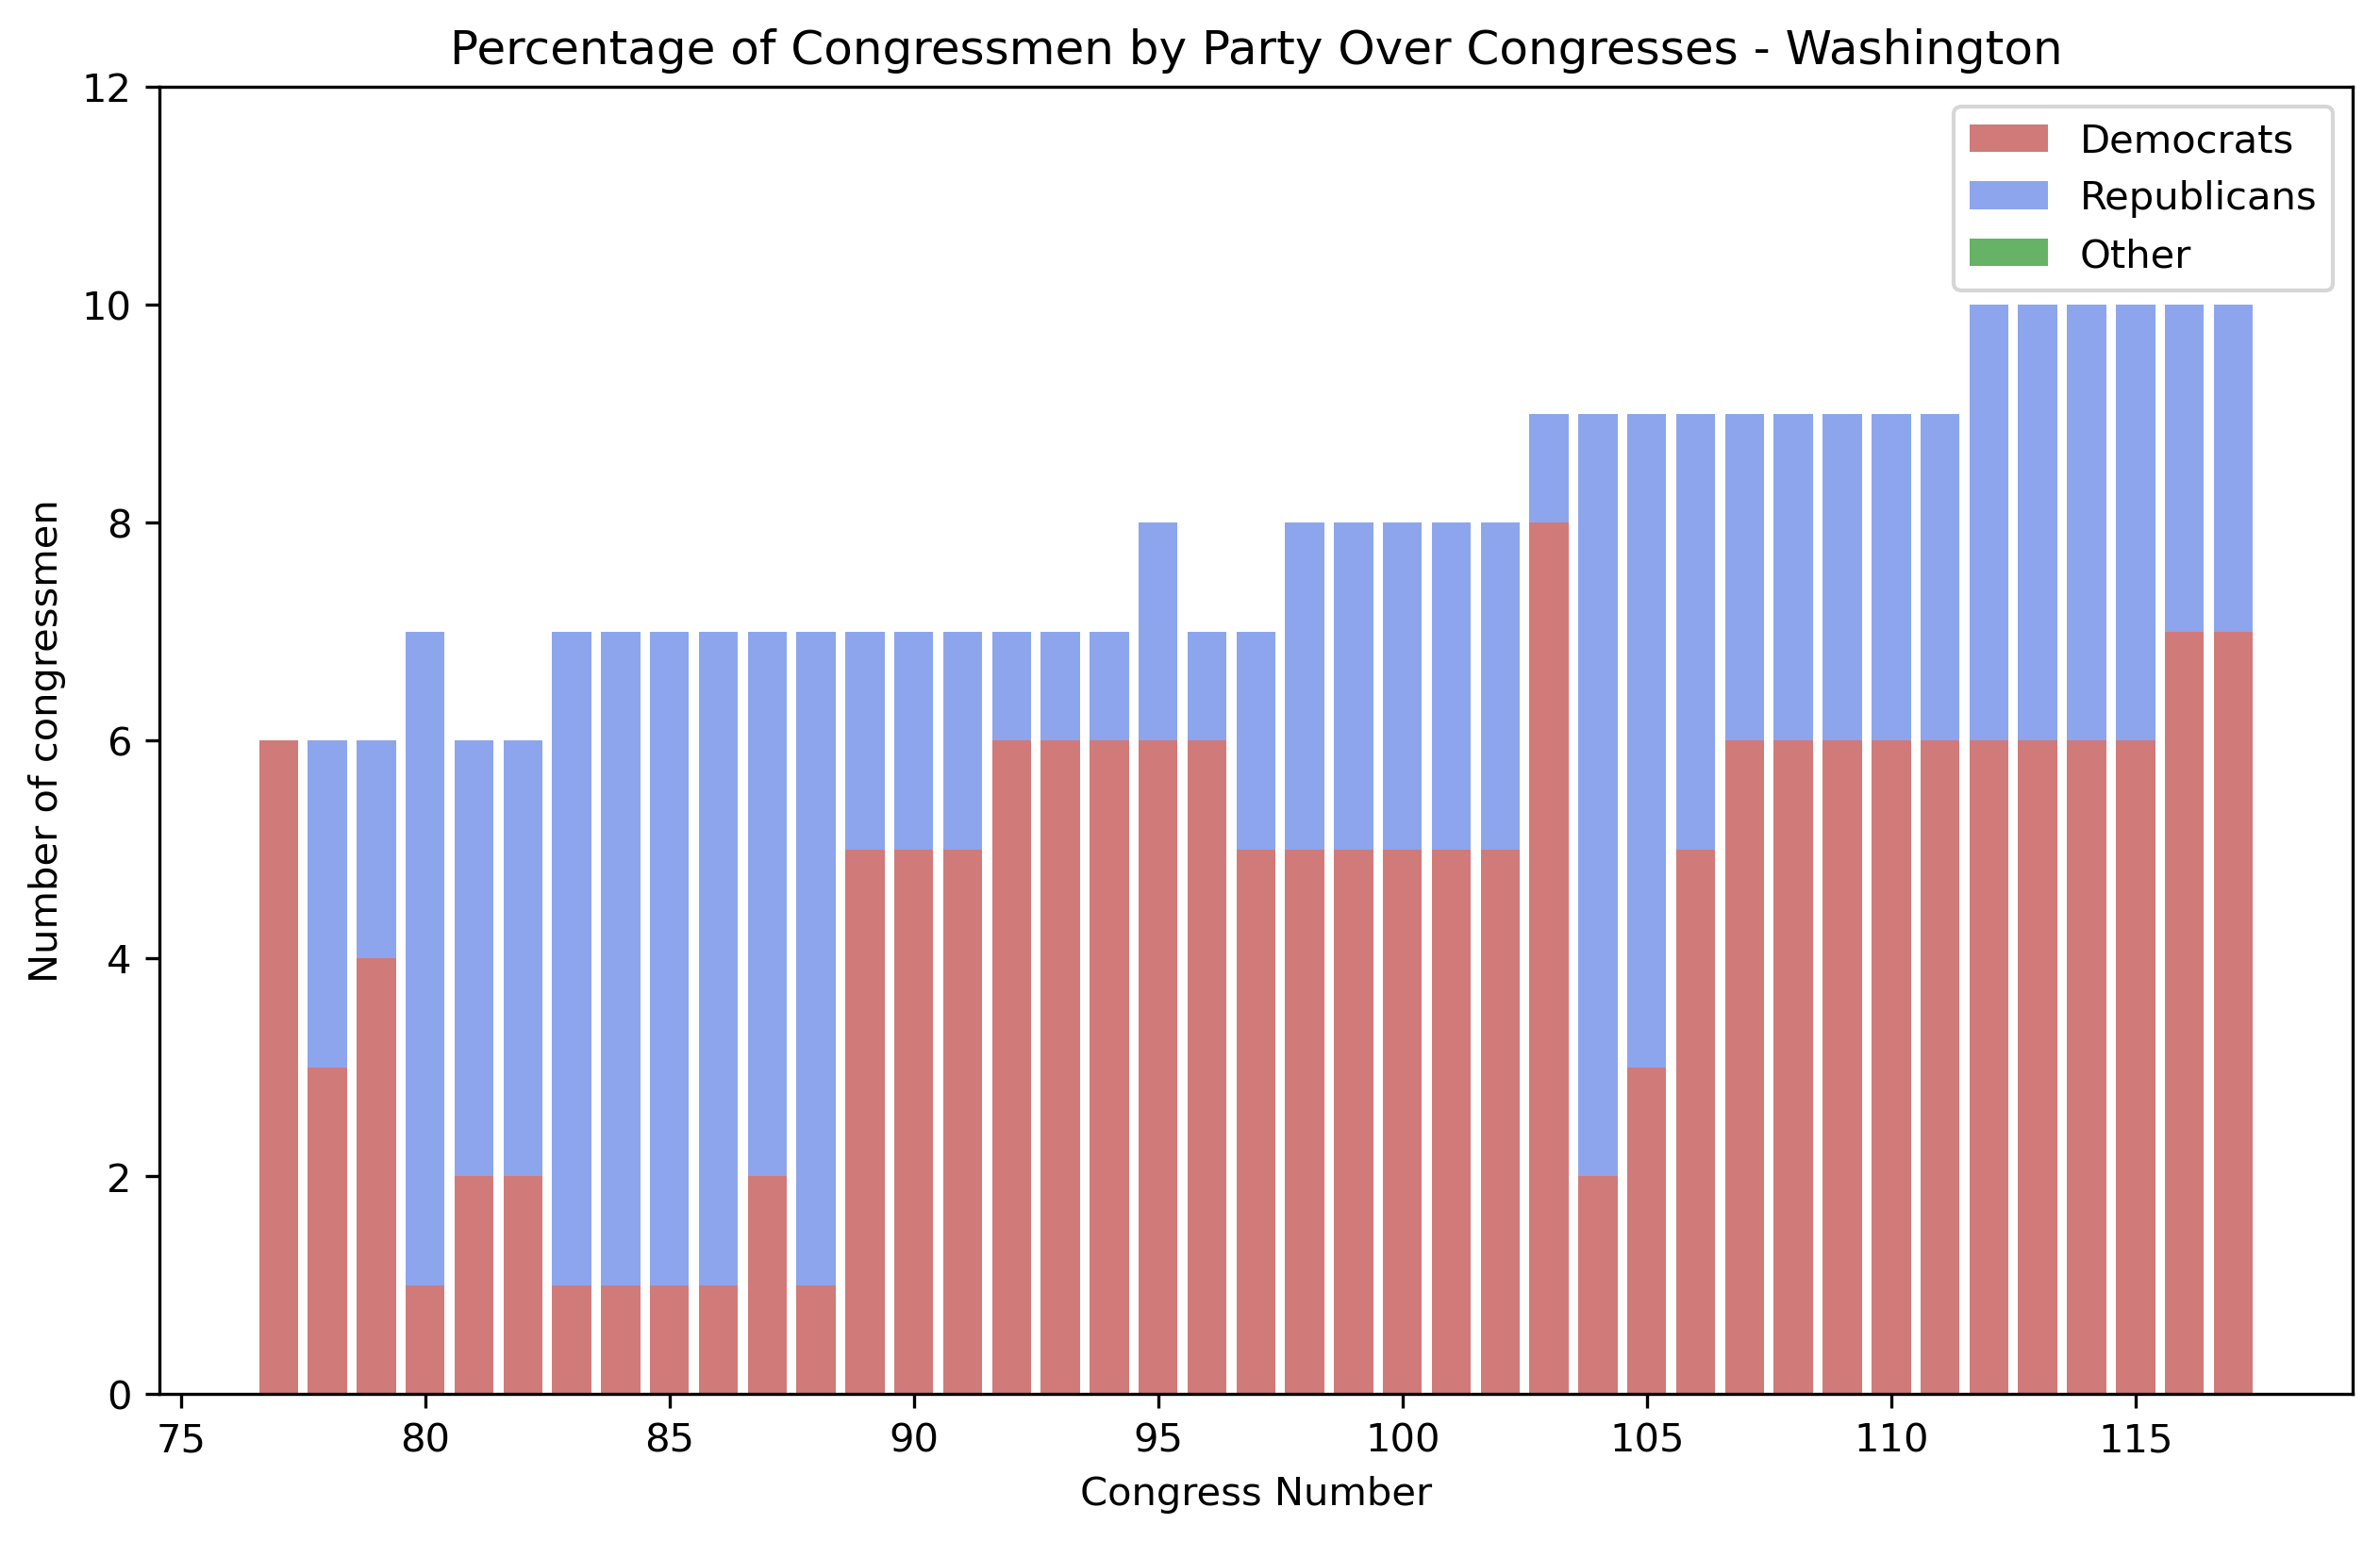 Percentage of Congressmen by Party Over Congresses - Washington
Democrats
Republicans
Other
Number of congressmen
12
10
8
6
4
2
0
75 80 85 90 95 100 105 110 115
Congress Number